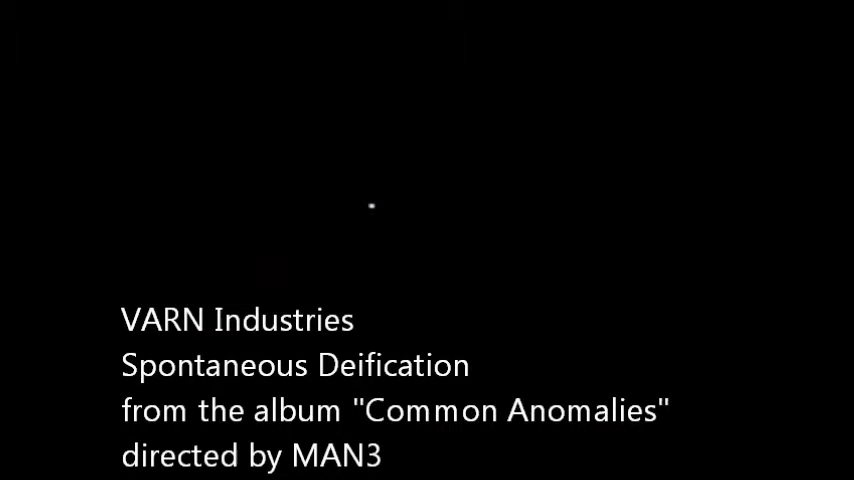 VARN Industries
Spontaneous Deification
from the album "Common Anomalies"
directed by MAN3